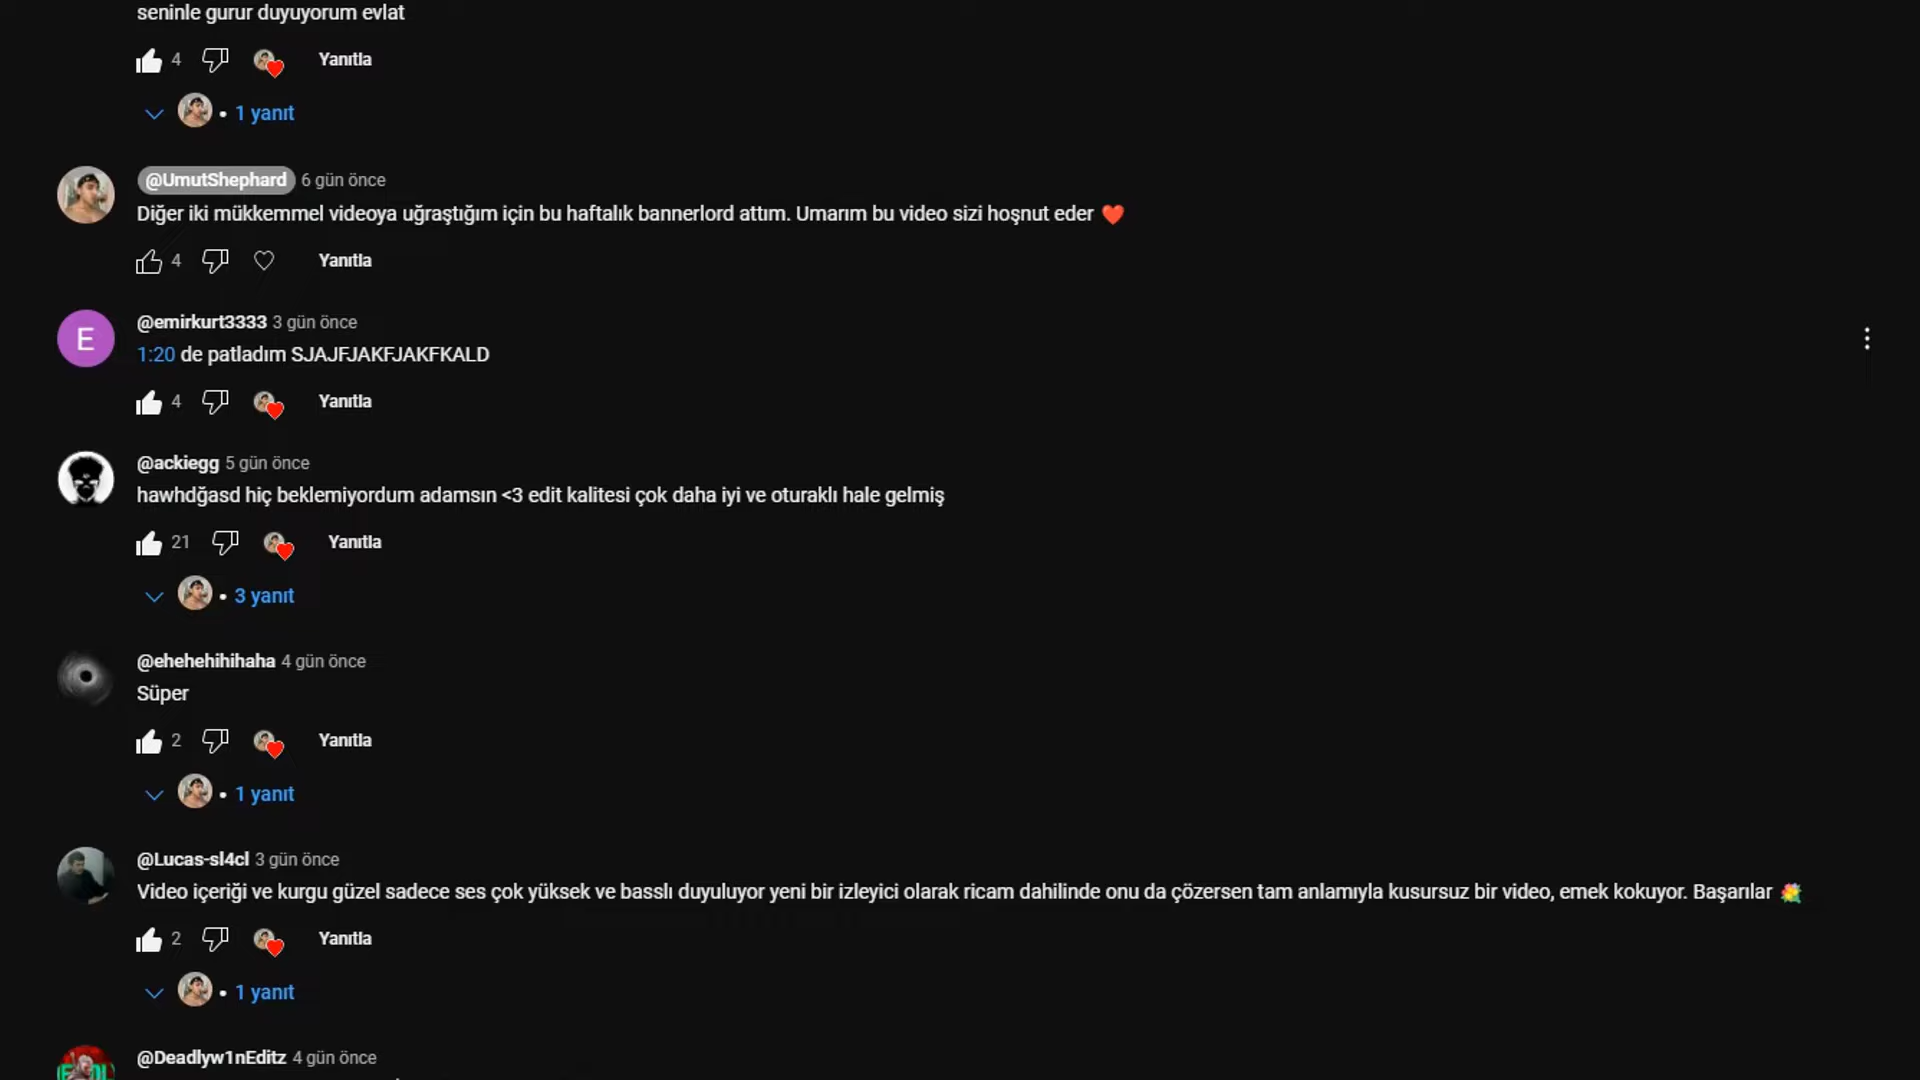 seninle gurur duyuyorum evlat
4 Yanıtla
• 1 yanıt
@UmutShephard 6 gün önce
Diğer iki mükkemmel videoya uğraştığım için bu haftalık bannerlord attım. Umarım bu video sizi hoşnut eder ❤️
4 Yanıtla
E
@emirkurt3333 3 gün önce
1:20 de patladım SJAJFJAKFJAKFKALD
4 Yanıtla
@ackiegg 5 gün önce
hawhdğasd hiç beklemiyordum adamsın <3 edit kalitesi çok daha iyi ve oturaklı hale gelmiş
21 Yanıtla
• 3 yanıt
@ehehehihihaha 4 gün önce
Süper
2 Yanıtla
• 1 yanıt
@Lucas-sl4cl 3 gün önce
Video içeriği ve kurgu güzel sadece ses çok yüksek ve basslı duyuluyor yeni bir izleyici olarak ricam dahilinde onu da çözersen tam anlamıyla kusursuz bir video, emek kokuyor. Başarılar 💐
2 Yanıtla
• 1 yanıt
@Deadlyw1nEditz 4 gün önce